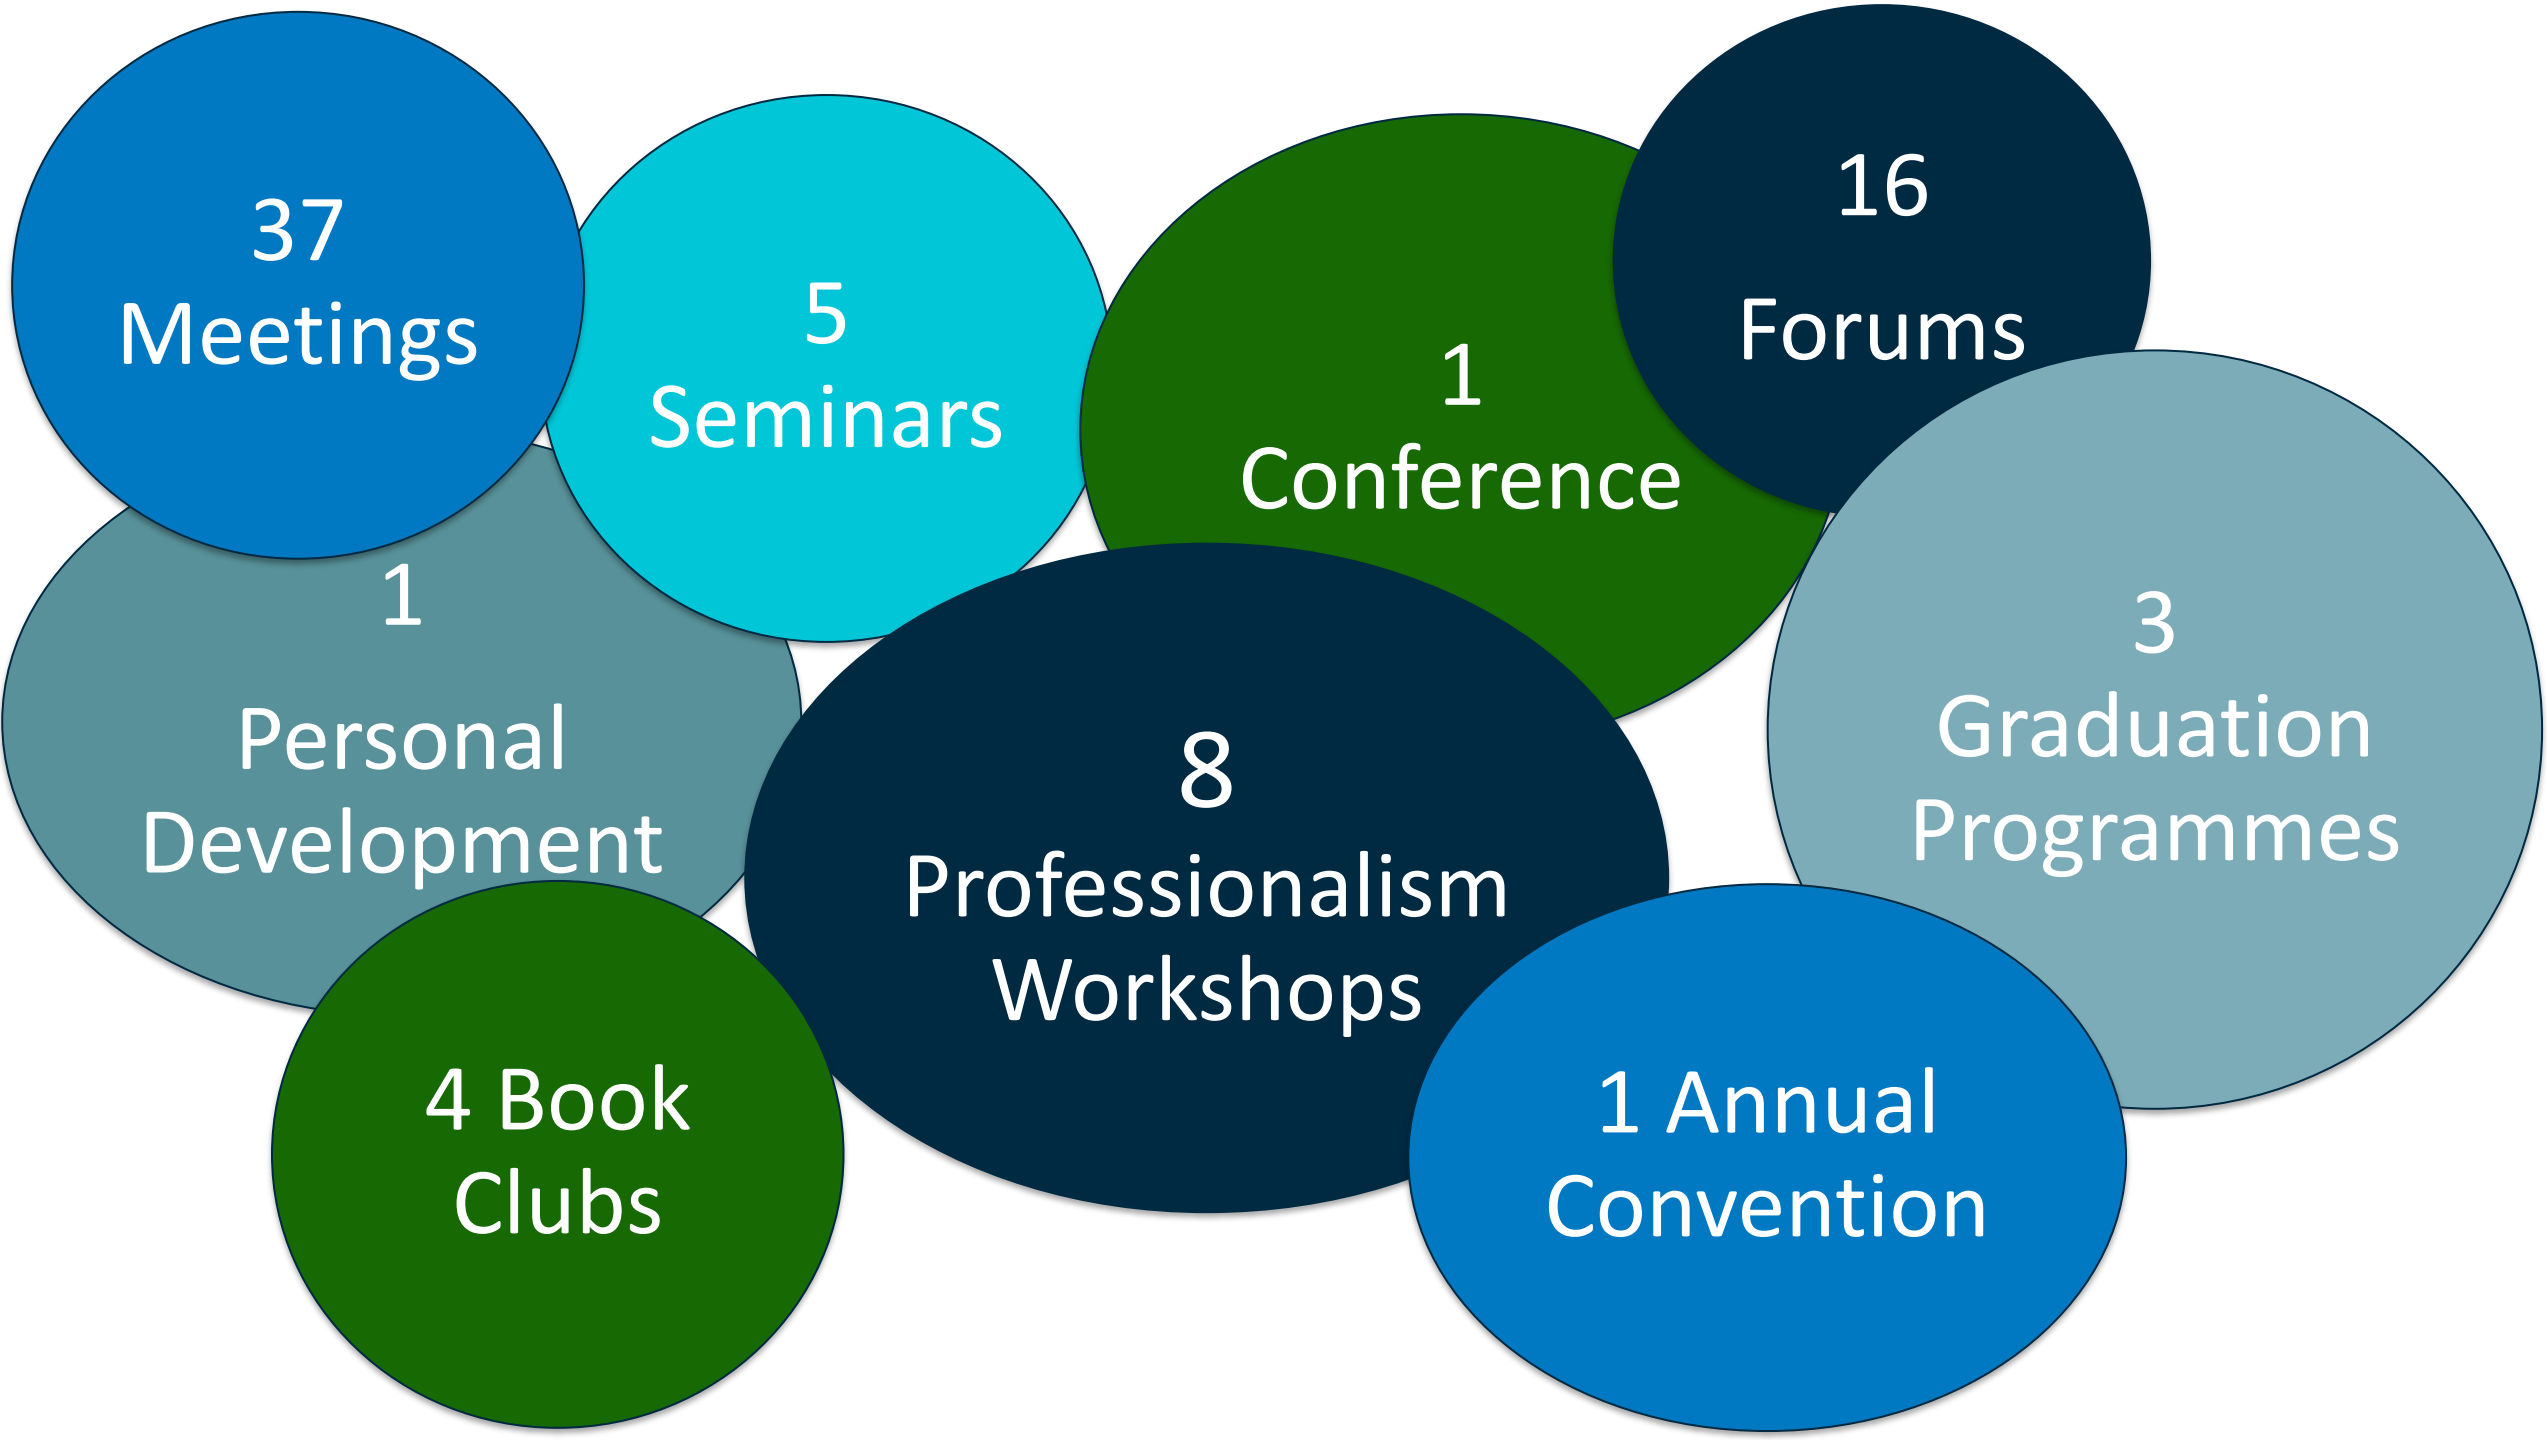 37
Meetings
5
Seminars
1
Conference
16
Forums
1
Personal
Development
8
Professionalism
Workshops
3
Graduation
Programmes
4 Book
Clubs
1 Annual
Convention